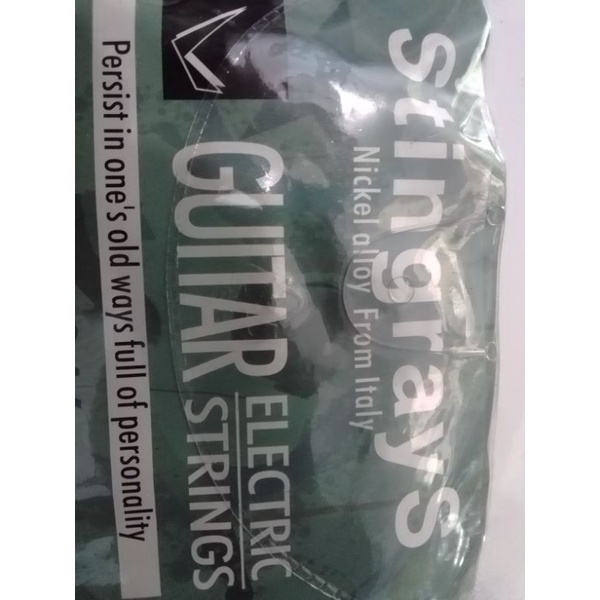 Stingrays
Nickel alloy From Italy
GUITAR
ELECTRIC
STRINGS
Persist in one's old ways full of personality